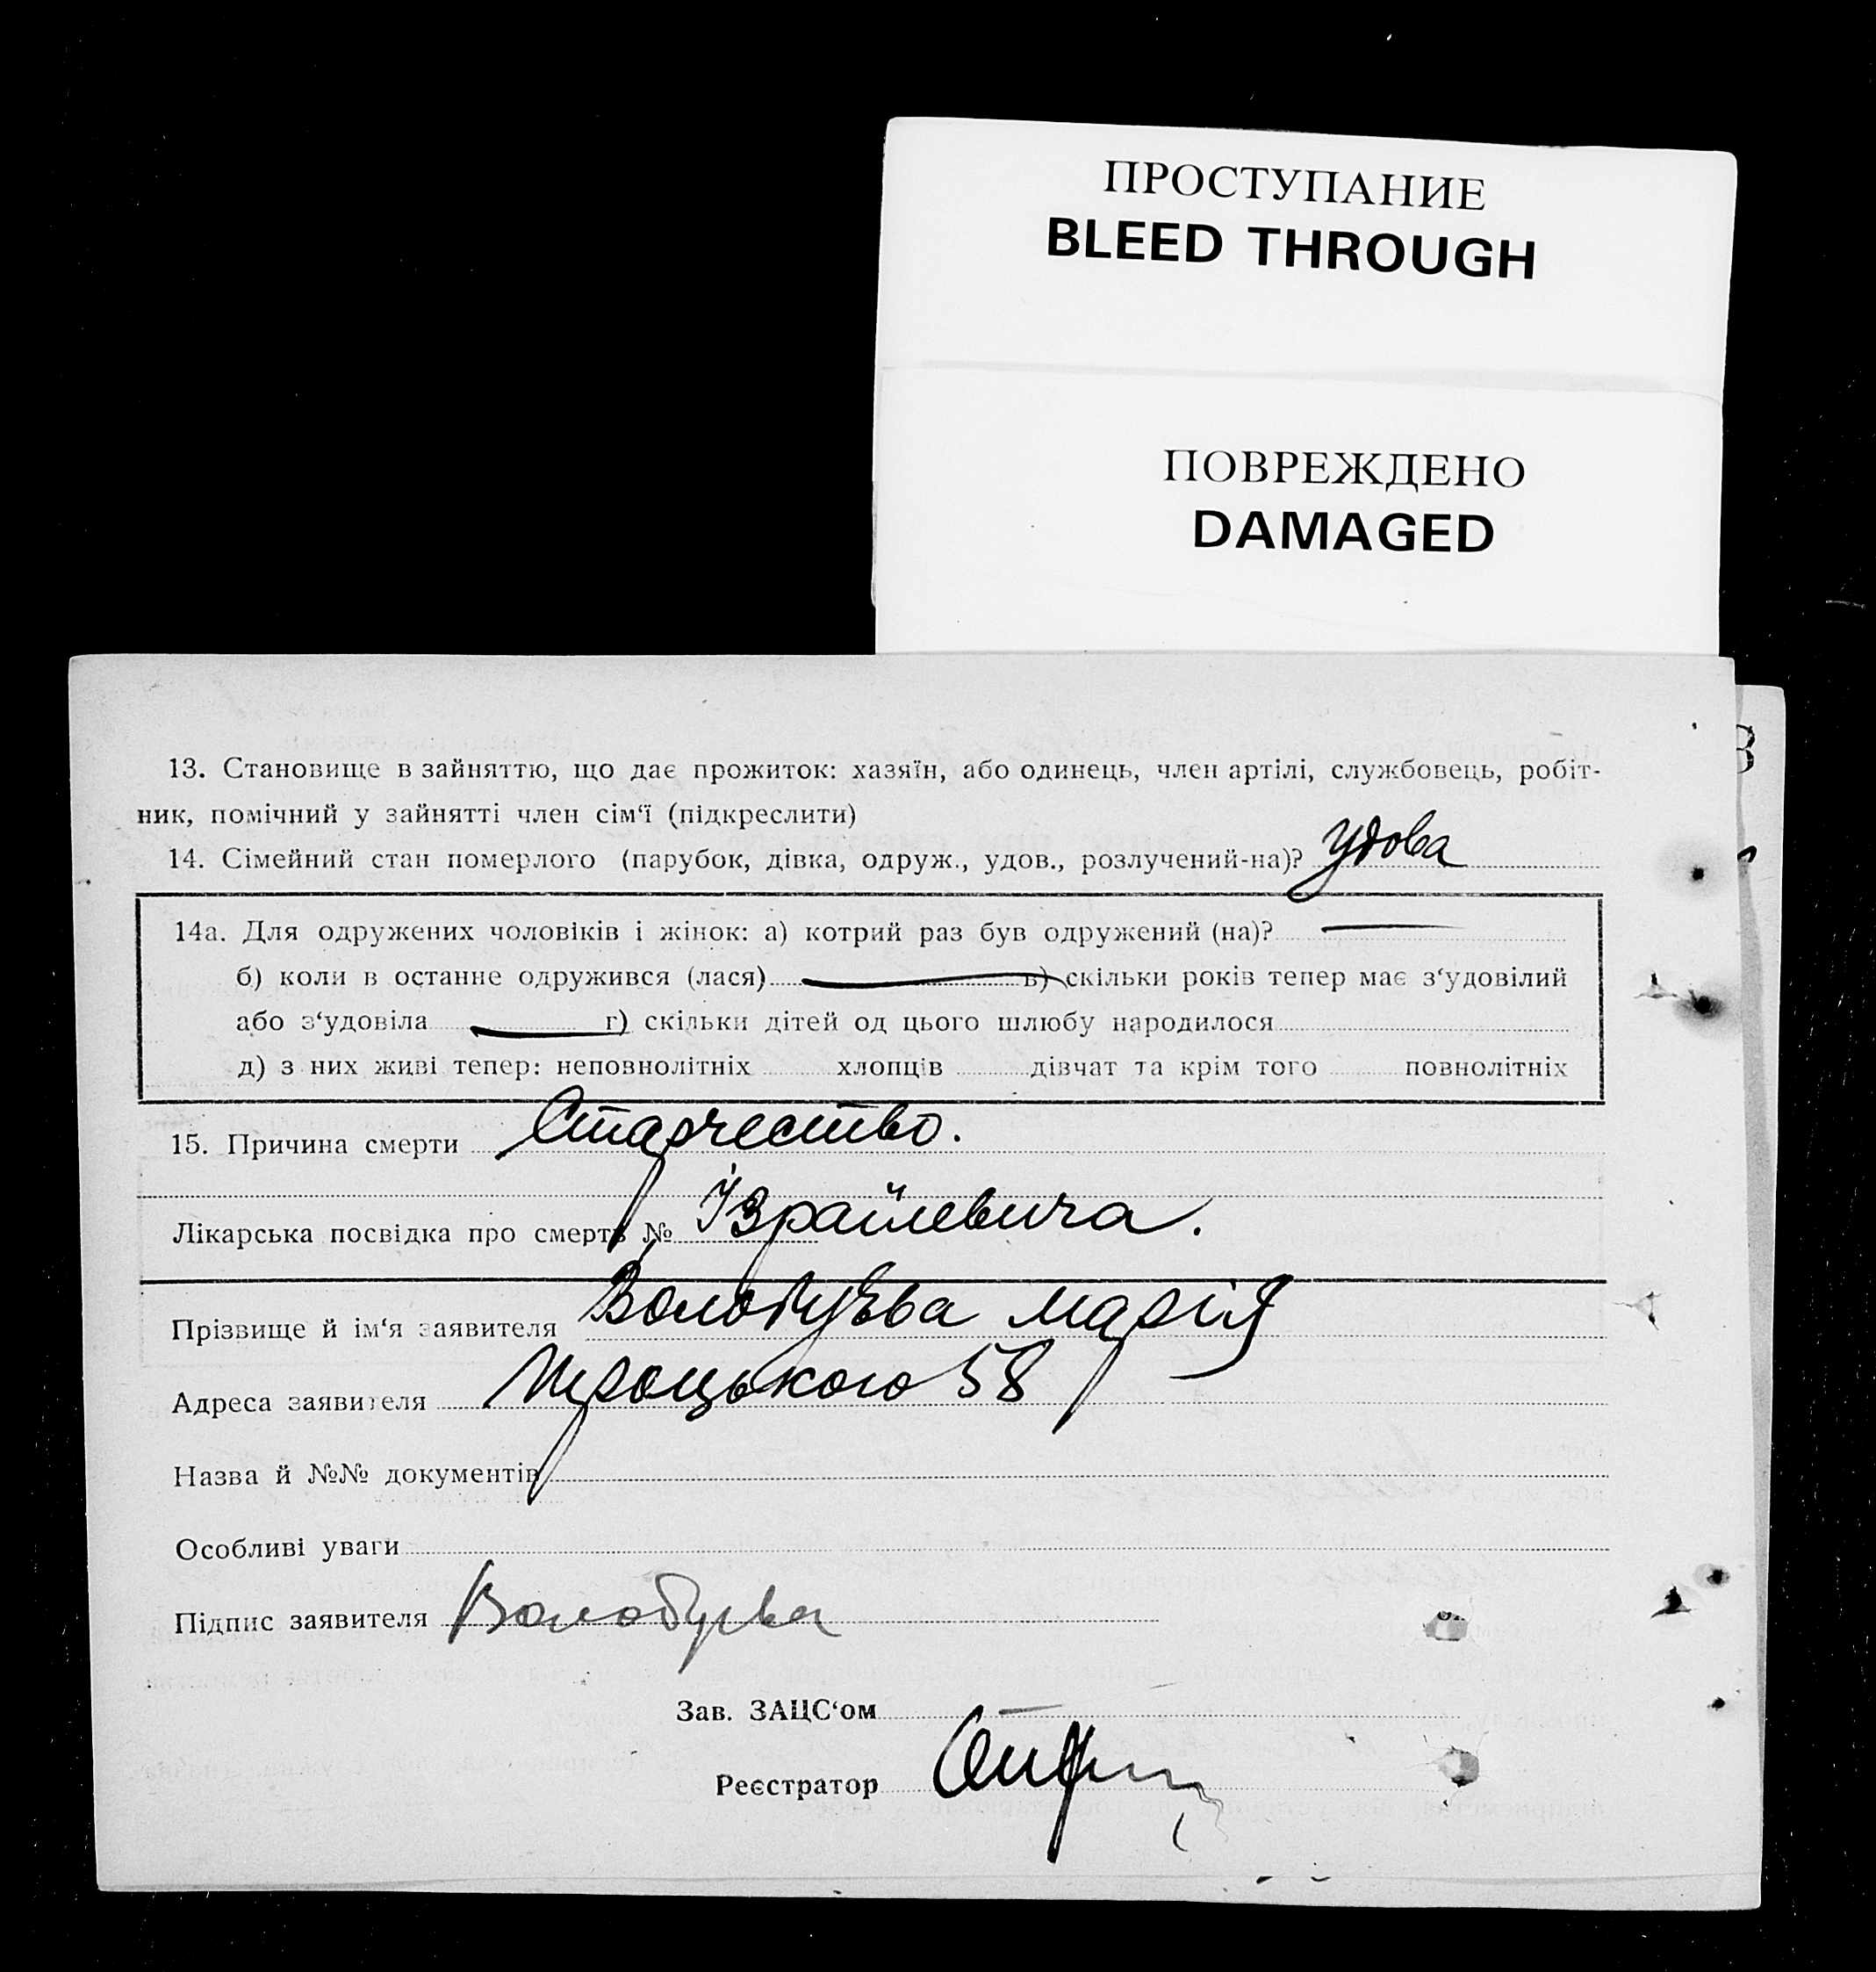 ПРОСТУПАНИЕ
BLEED THROUGH
ПОВРЕЖДЕНО
DAMAGED
13. Становище в зайняттю, що дає прожиток: хазяїн, або одинець, член артілі, службовець, робіт-
ник, помічний у зайнятті член сім‘ї (підкреслити)
14. Сімейний стан померлого (парубок, дівка, одруж., удов., розлучений-на)? удова
14а. Для одружених чоловіків і жінок: а) котрий раз був одружений (на)?
б) коли в останнє одружився (лася) в) скільки років тепер має з‘удовілий
або з‘удовіла г) скільки дітей од цього шлюбу народилося
д) з них живі тепер: неповнолітніх хлопців дівчат та крім того повнолітніх
15. Причина смерти Старчество.
Лікарська посвідка про смерть № Ізраїлевича.
Прізвище й ім‘я заявителя Волобуєва Марія
Адреса заявителя Троцького 58
Назва й №№ документів
Особливі уваги
Підпис заявителя Волобуева
Зав. ЗАЦС‘ом
Реєстратор